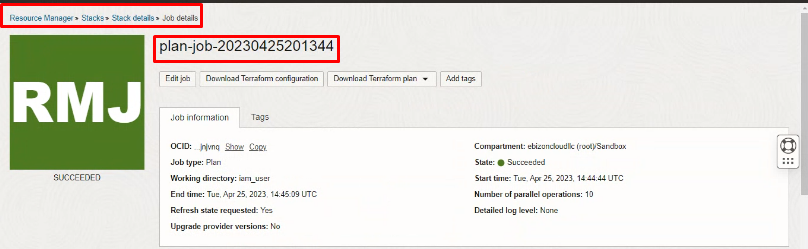 Resource Manager » Stacks » Stack details » Job details
plan-job-20230425201344
RMJ
SUCCEEDED
Edit job
Download Terraform configuration
Download Terraform plan
Add tags
Job information
Tags
OCID: ...jnjvnq Show Copy
Job type: Plan
Working directory: iam_user
End time: Tue, Apr 25, 2023, 14:45:09 UTC
Refresh state requested: Yes
Upgrade provider versions: No
Compartment: ebizoncloudllc (root)/Sandbox
State: Succeeded
Start time: Tue, Apr 25, 2023, 14:44:44 UTC
Number of parallel operations: 10
Detailed log level: None